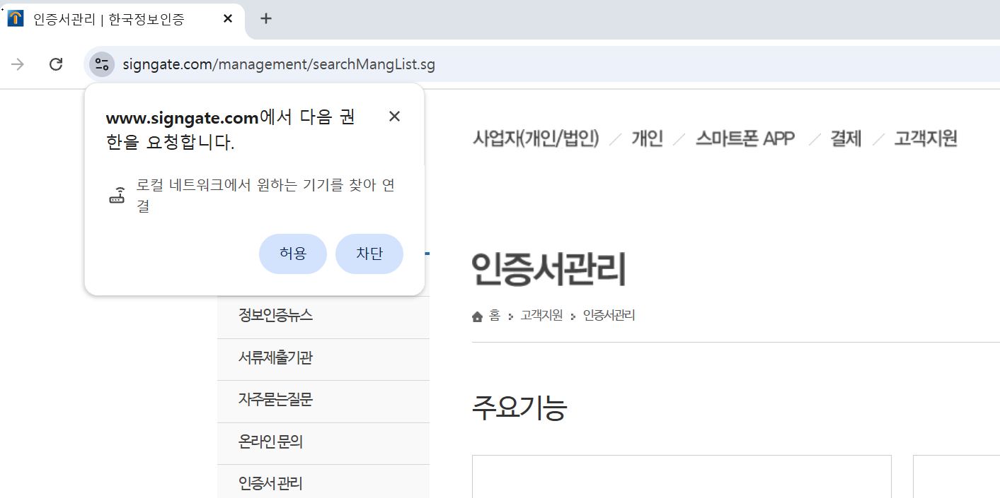 인증서관리 | 한국정보인증
signgate.com/management/searchMangList.sg
www.signgate.com에서 다음 권
한을 요청합니다.
로컬 네트워크에서 원하는 기기를 찾아 연
결
허용
차단
사업자(개인/법인) / 개인 / 스마트폰 APP / 결제 / 고객지원
정보인증뉴스
서류제출기관
자주묻는질문
온라인 문의
인증서 관리
인증서관리
홈 > 고객지원 > 인증서관리
주요기능